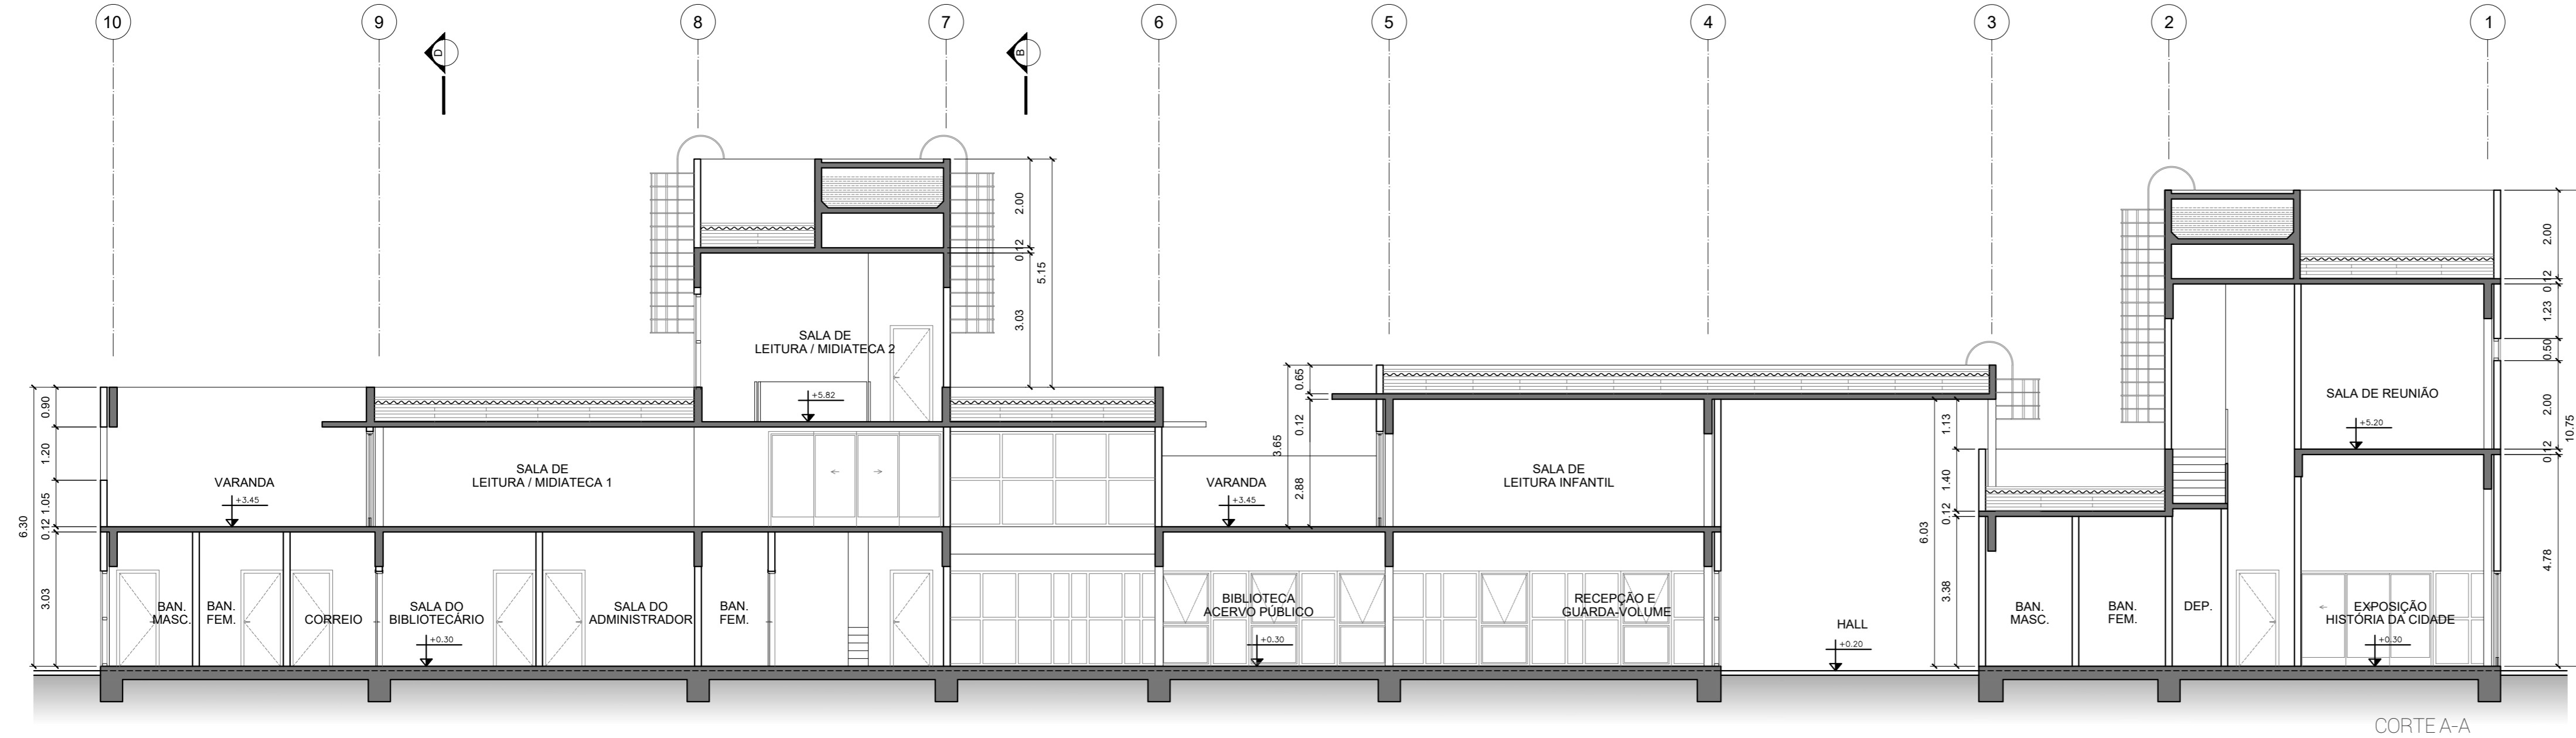 10
9
8
7
6
5
4
3
2
1
D
B
2.00
0.12
5.15
3.03
2.00
0.12
1.23
0.50
2.00
10.75
0.12
4.78
SALA DE
LEITURA / MIDIATECA 2
+5.82
0.65
0.12
3.65
2.88
SALA DE REUNIÃO
+5.20
0.90
1.20
1.05
0.12
6.30
3.03
VARANDA
+3.45
SALA DE
LEITURA / MIDIATECA 1
VARANDA
+3.45
SALA DE
LEITURA INFANTIL
1.13
1.40
0.12
6.03
3.38
BAN.
MASC.
BAN.
FEM.
CORREIO
SALA DO
BIBLIOTECÁRIO
+0.30
SALA DO
ADMINISTRADOR
BAN.
FEM.
BIBLIOTECA
ACERVO PÚBLICO
+0.30
RECEPÇÃO E
GUARDA-VOLUME
HALL
+0.20
BAN.
MASC.
BAN.
FEM.
DEP.
EXPOSIÇÃO
HISTÓRIA DA CIDADE
+0.30
CORTE A-A